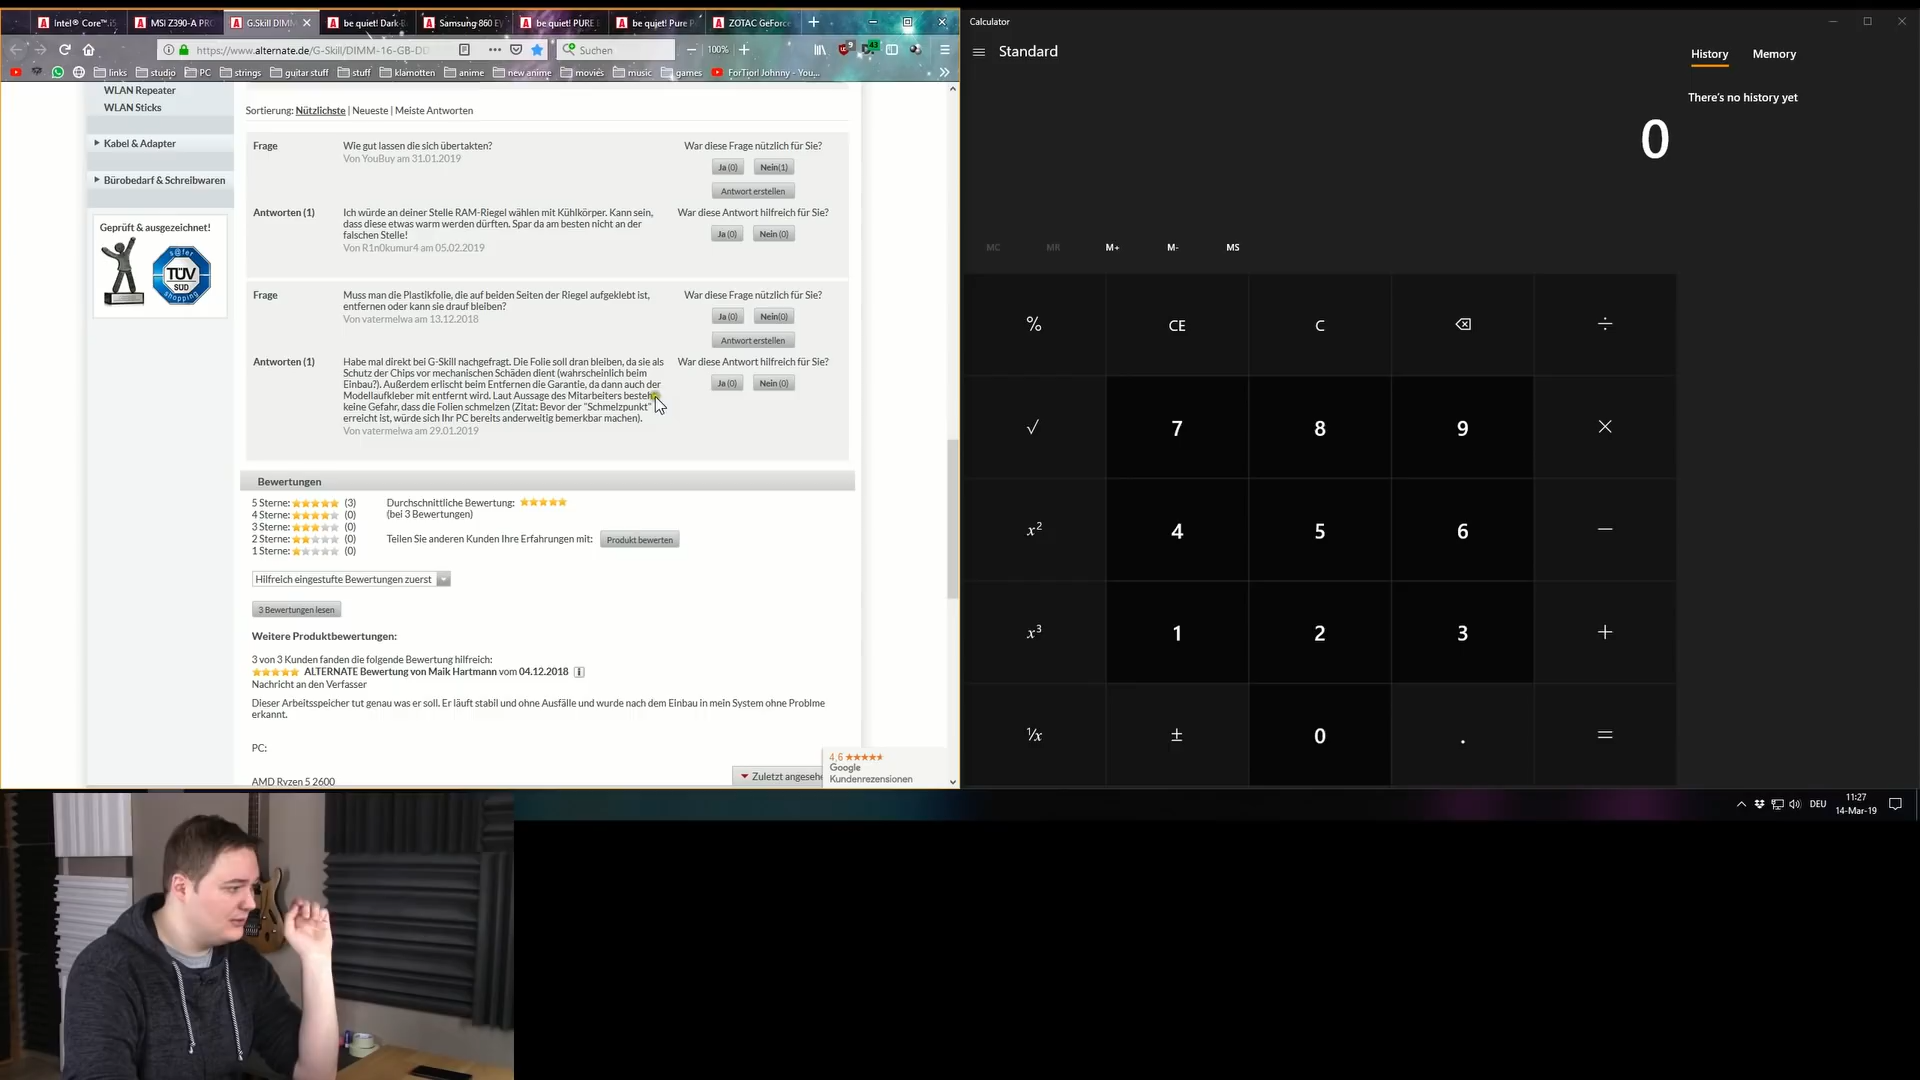 Intel® Core™ i5
MSI Z390-A PR
G.Skill DIMM
be quiet! Dark
Samsung 860 E
be quiet! PURE
be quiet! Pure
ZOTAC GeForce
https://www.alternate.de/G-Skill/DIMM-16-GB-DD
Suchen
100%
9
43
links
studio
PC
strings
guitar stuff
stuff
klamotten
anime
new anime
movies
music
games
ForTiorI Johnny - You...
WLAN Repeater
WLAN Sticks
Kabel & Adapter
Bürobedarf & Schreibwaren
Geprüft & ausgezeichnet!
s@fer
TÜV
SÜD
shopping
Sortierung: Nützlichste | Neueste | Meiste Antworten
Frage
Wie gut lassen die sich übertakten?
Von YouBuy am 31.01.2019
War diese Frage nützlich für Sie?
Ja (0)
Nein(1)
Antwort erstellen
Antworten (1)
Ich würde an deiner Stelle RAM-Riegel wählen mit Kühlkörper. Kann sein,
dass diese etwas warm werden dürften. Spar da am besten nicht an der
falschen Stelle!
Von R1n0kumur4 am 05.02.2019
War diese Antwort hilfreich für Sie?
Ja (0)
Nein (0)
Frage
Muss man die Plastikfolie, die auf beiden Seiten der Riegel aufgeklebt ist,
entfernen oder kann sie drauf bleiben?
Von vatermelwa am 13.12.2018
War diese Frage nützlich für Sie?
Ja (0)
Nein(0)
Antwort erstellen
Antworten (1)
Habe mal direkt bei G-Skill nachgefragt. Die Folie soll dran bleiben, da sie als
Schutz der Chips vor mechanischen Schäden dient (wahrscheinlich beim
Einbau?). Außerdem erlischt beim Entfernen die Garantie, da dann auch der
Modellaufkleber mit entfernt wird. Laut Aussage des Mitarbeiters besteh
keine Gefahr, dass die Folien schmelzen (Zitat: Bevor der "Schmelzpunkt"
erreicht ist, würde sich Ihr PC bereits anderweitig bemerkbar machen).
Von vatermelwa am 29.01.2019
War diese Antwort hilfreich für Sie?
Ja (0)
Nein (0)
Bewertungen
5 Sterne: (3)
4 Sterne: (0)
3 Sterne: (0)
2 Sterne: (0)
1 Sterne: (0)
Durchschnittliche Bewertung:
(bei 3 Bewertungen)
Teilen Sie anderen Kunden Ihre Erfahrungen mit:
Produkt bewerten
Hilfreich eingestufte Bewertungen zuerst
3 Bewertungen lesen
Weitere Produktbewertungen:
3 von 3 Kunden fanden die folgende Bewertung hilfreich:
ALTERNATE Bewertung von Maik Hartmann vom 04.12.2018
Nachricht an den Verfasser
Dieser Arbeitsspeicher tut genau was er soll. Er läuft stabil und ohne Ausfälle und wurde nach dem Einbau in mein System ohne Problme
erkannt.
PC:
AMD Ryzen 5 2600
Zuletzt angesehe
4,6
Google
Kundenrezensionen
Calculator
Standard
History
Memory
There's no history yet
0
MC
MR
M+
M-
MS
%
CE
C
÷
√
7
8
9
×
x²
4
5
6
−
x³
1
2
3
+
¹/x
±
0
.
=
DEU
11:27
14-Mar-19